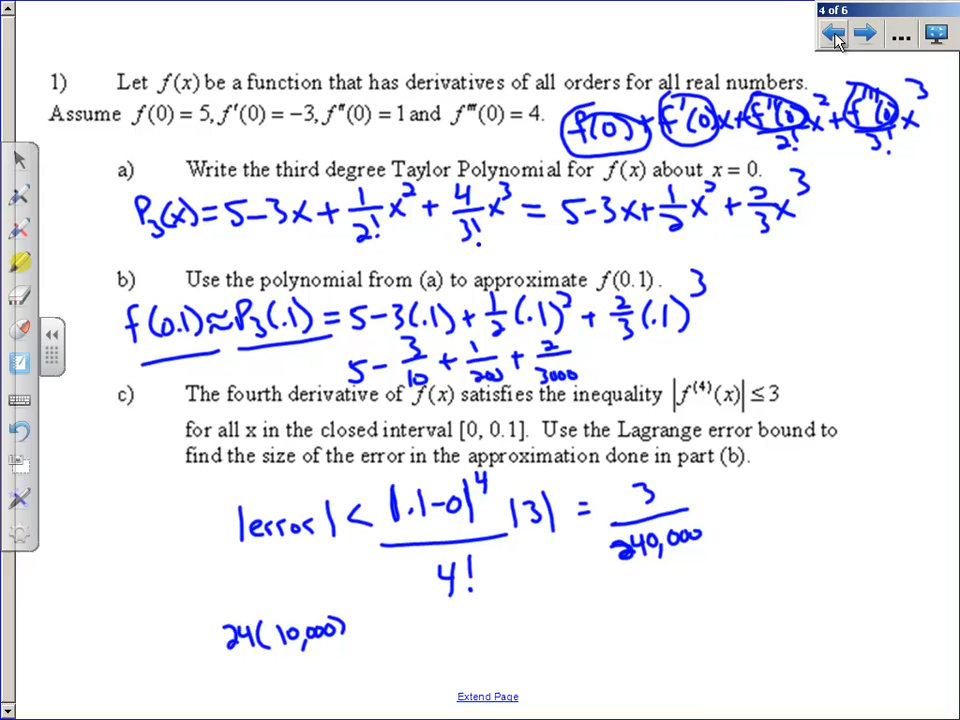 4 of 6
...
1) Let f(x) be a function that has derivatives of all orders for all real numbers.
Assume f(0) = 5, f'(0) = −3, f''(0) = 1 and f'''(0) = 4.
f(0) + f'(0)x + f''(0)/2! x² + f'''(0)/3! x³
a) Write the third degree Taylor Polynomial for f(x) about x = 0.
P₃(x) = 5 − 3x + 1/2! x² + 4/3! x³ = 5 − 3x + 1/2 x² + 2/3 x³
b) Use the polynomial from (a) to approximate f(0.1).
f(0.1) ≈ P₃(.1) = 5 − 3(.1) + 1/2 (.1)² + 2/3 (.1)³
5 − 3/10 + 1/200 + 2/3000
c) The fourth derivative of f(x) satisfies the inequality |f⁽⁴⁾(x)| ≤ 3
for all x in the closed interval [0, 0.1]. Use the Lagrange error bound to
find the size of the error in the approximation done in part (b).
|error| < |.1−0|⁴/4! |3| = 3/240,000
24(10,000)
Extend Page